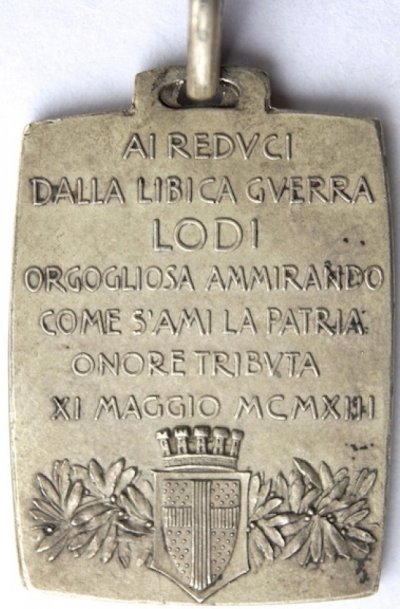 AI REDVCI
DALLA LIBICA GVERRA
LODI
ORGOGLIOSA AMMIRANDO
COME S'AMI LA PATRIA
ONORE TRIBVTA
XI MAGGIO MCMXIII